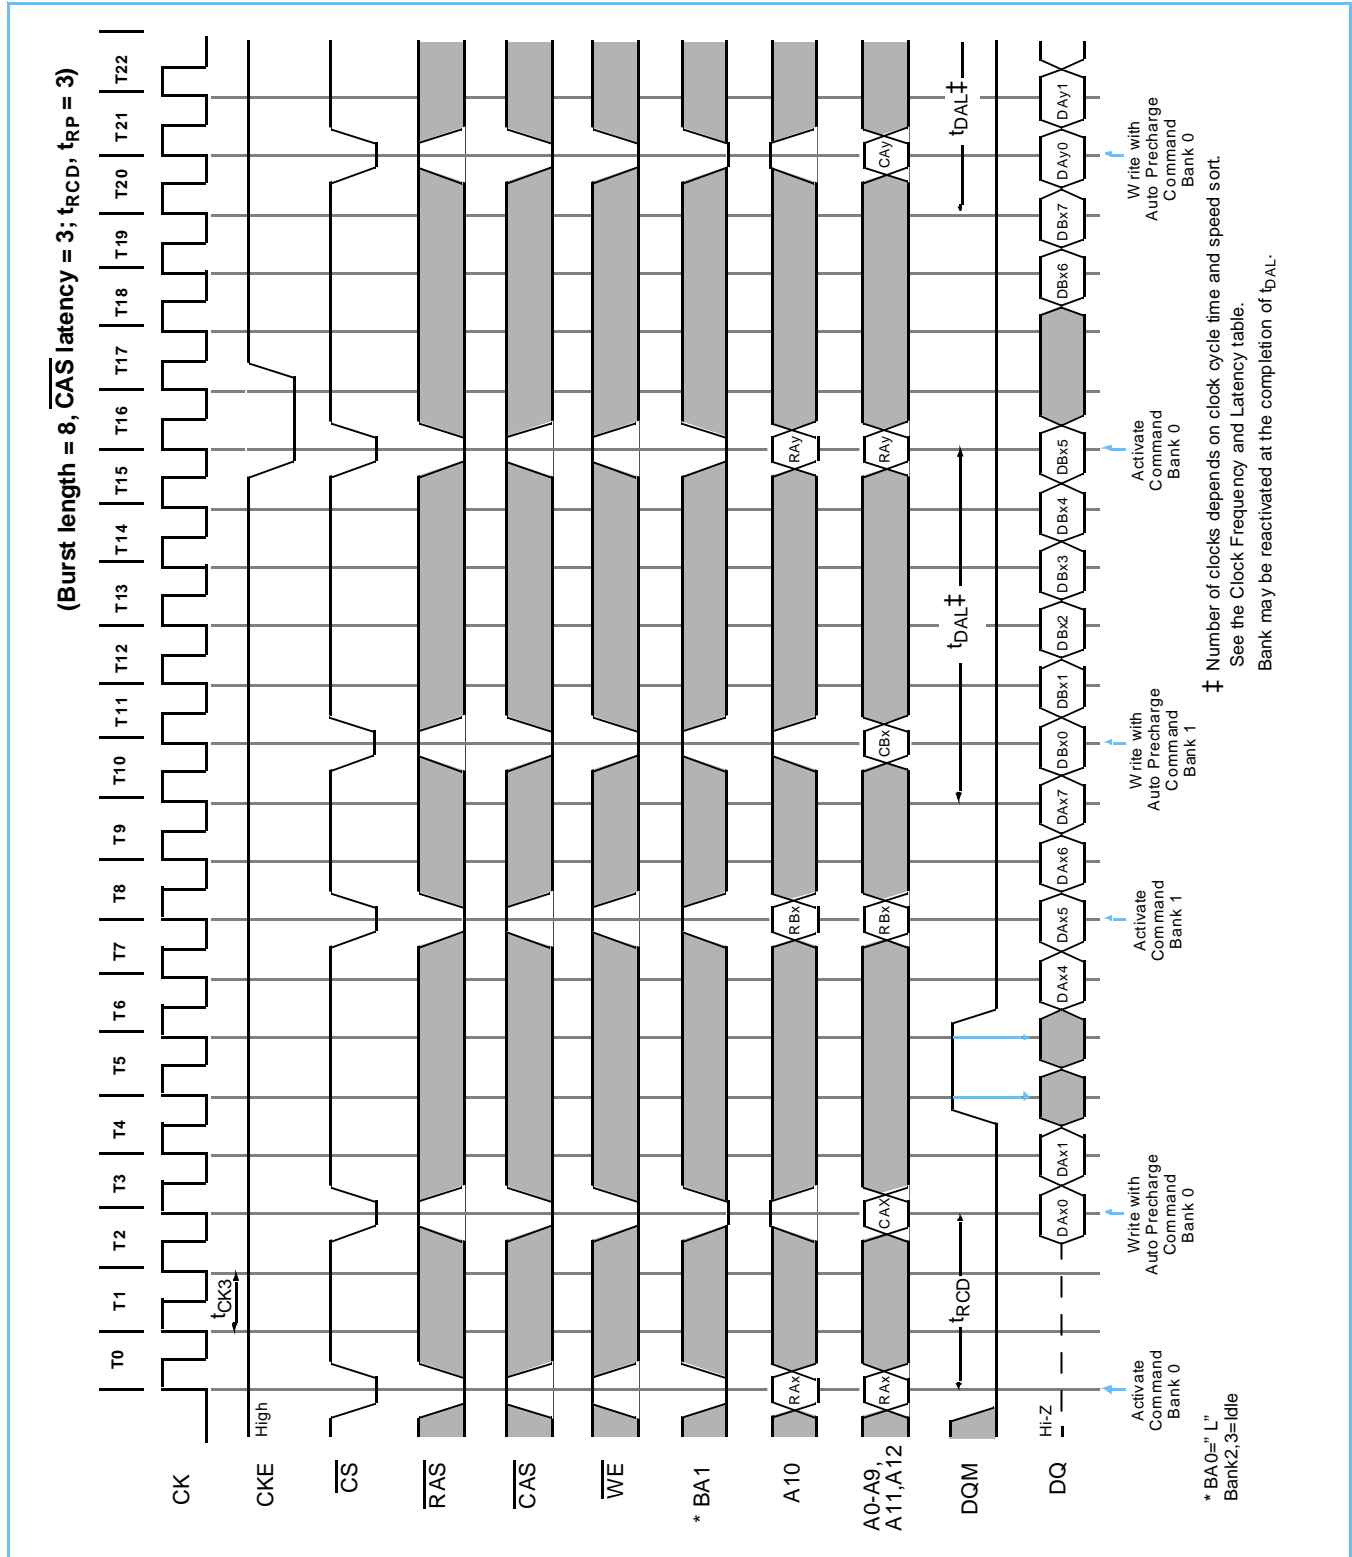 (Burst length = 8, CAS latency = 3; tRCD, tRP = 3)
T0 T1 T2 T3 T4 T5 T6 T7 T8 T9 T10 T11 T12 T13 T14 T15 T16 T17 T18 T19 T20 T21 T22
CK
tCK3
CKE
High
CS
RAS
CAS
WE
* BA1
A10
RAx RBx RAy
A0-A9,
A11,A12
RAx CAX RBx CBx RAy CAy
DQM
tRCD tDAL‡ tDAL‡
DQ
Hi-Z
DAx0 DAx1 DAx4 DAx5 DAx6 DAx7 DBx0 DBx1 DBx2 DBx3 DBx4 DBx5 DBx6 DBx7 DAy0 DAy1
Activate
Command
Bank 0
Write with
Auto Precharge
Command
Bank 0
Activate
Command
Bank 1
Write with
Auto Precharge
Command
Bank 1
Activate
Command
Bank 0
Write with
Auto Precharge
Command
Bank 0
* BA0=" L"
Bank2,3=Idle
‡ Number of clocks depends on clock cycle time and speed sort.
See the Clock Frequency and Latency table.
Bank may be reactivated at the completion of tDAL.